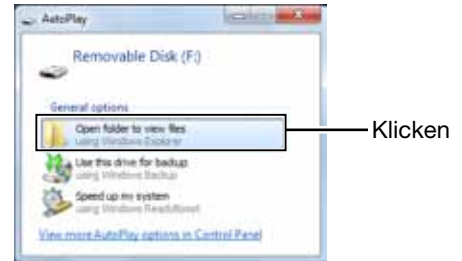 AutoPlay
Removable Disk (F:)
General options
Open folder to view files
using Windows Explorer
Klicken
Use this drive for backup
using Windows Backup
Speed up my system
using Windows ReadyBoost
View more AutoPlay options in Control Panel